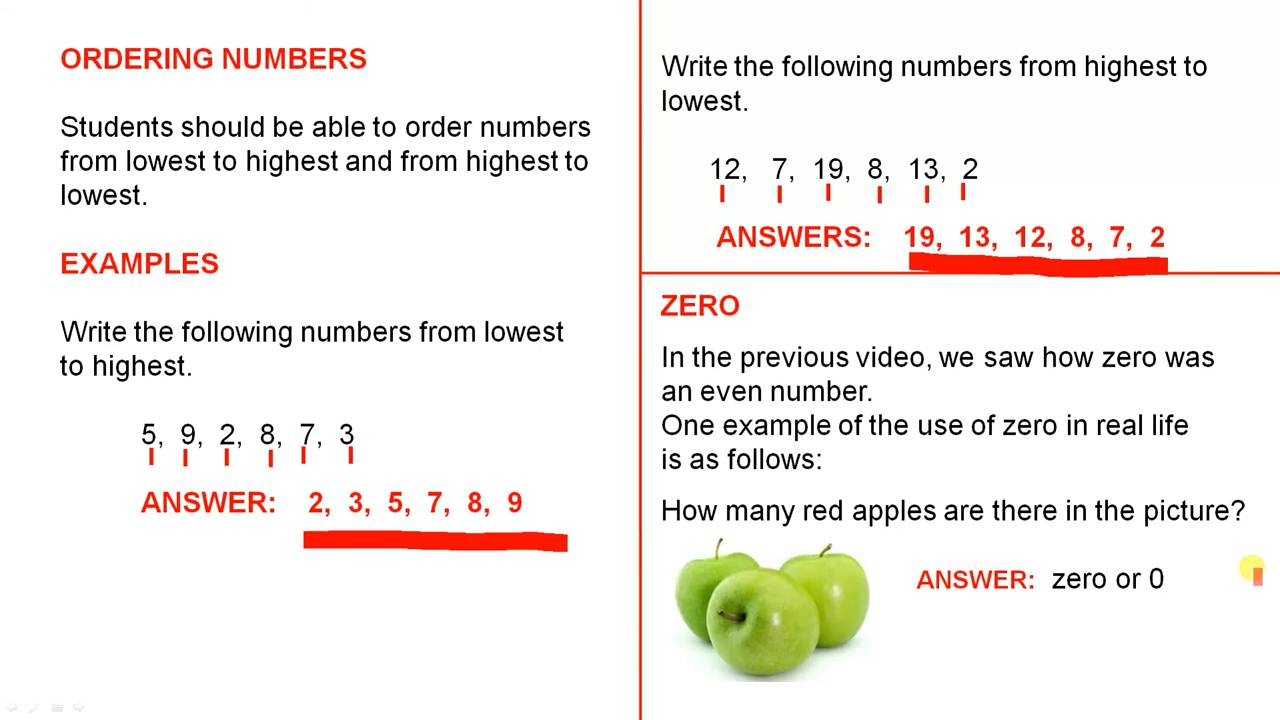 ORDERING NUMBERS
Students should be able to order numbers
from lowest to highest and from highest to
lowest.
EXAMPLES
Write the following numbers from lowest
to highest.
5, 9, 2, 8, 7, 3
ANSWER: 2, 3, 5, 7, 8, 9
Write the following numbers from highest to
lowest.
12, 7, 19, 8, 13, 2
ANSWERS: 19, 13, 12, 8, 7, 2
ZERO
In the previous video, we saw how zero was
an even number.
One example of the use of zero in real life
is as follows:
How many red apples are there in the picture?
ANSWER: zero or 0